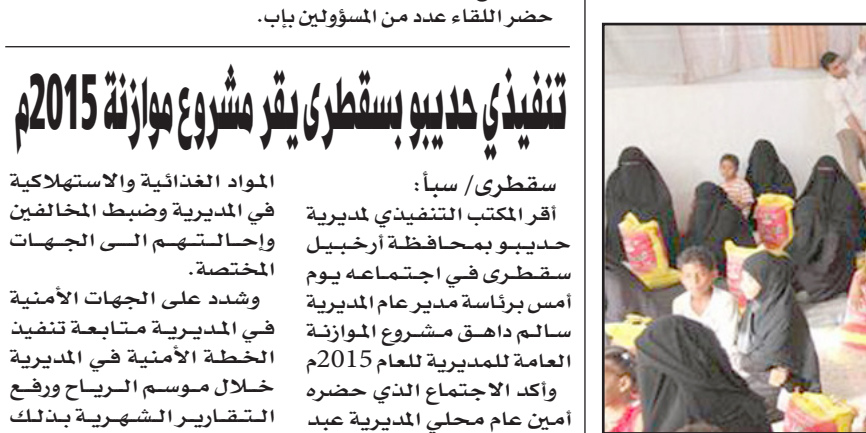 حضر اللقاء عدد من المسؤولين بإب.
تنفيذي حديبو بسقطرى يقر مشروع موازنة 2015م
سقطرى/ سبأ:
أقر المكتب التنفيذي لمديرية
حديبو بمحافظة أرخبيل
سقطرى في اجتماعه يوم
أمس برئاسة مدير عام المديرية
سالم داهق مشروع الموازنة
العامة للمديرية للعام 2015م
وأكد الاجتماع الذي حضره
أمين عام محلي المديرية عبد
المواد الغذائية والاستهلاكية
في المديرية وضبط المخالفين
وإحالتهم الى الجهات
المختصة.
وشدد على الجهات الأمنية
في المديرية متابعة تنفيذ
الخطة الأمنية في المديرية
خلال موسم الرياح ورفع
التقارير الشهرية بذلك